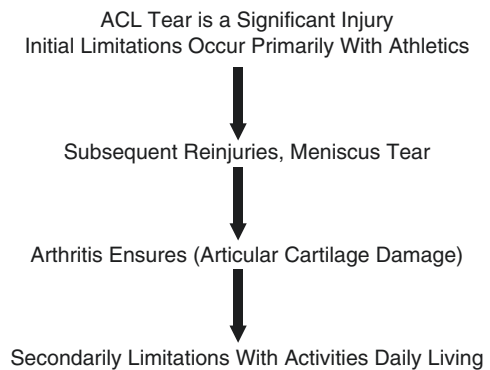 ACL Tear is a Significant Injury
Initial Limitations Occur Primarily With Athletics
Subsequent Reinjuries, Meniscus Tear
Arthritis Ensures (Articular Cartilage Damage)
Secondarily Limitations With Activities Daily Living